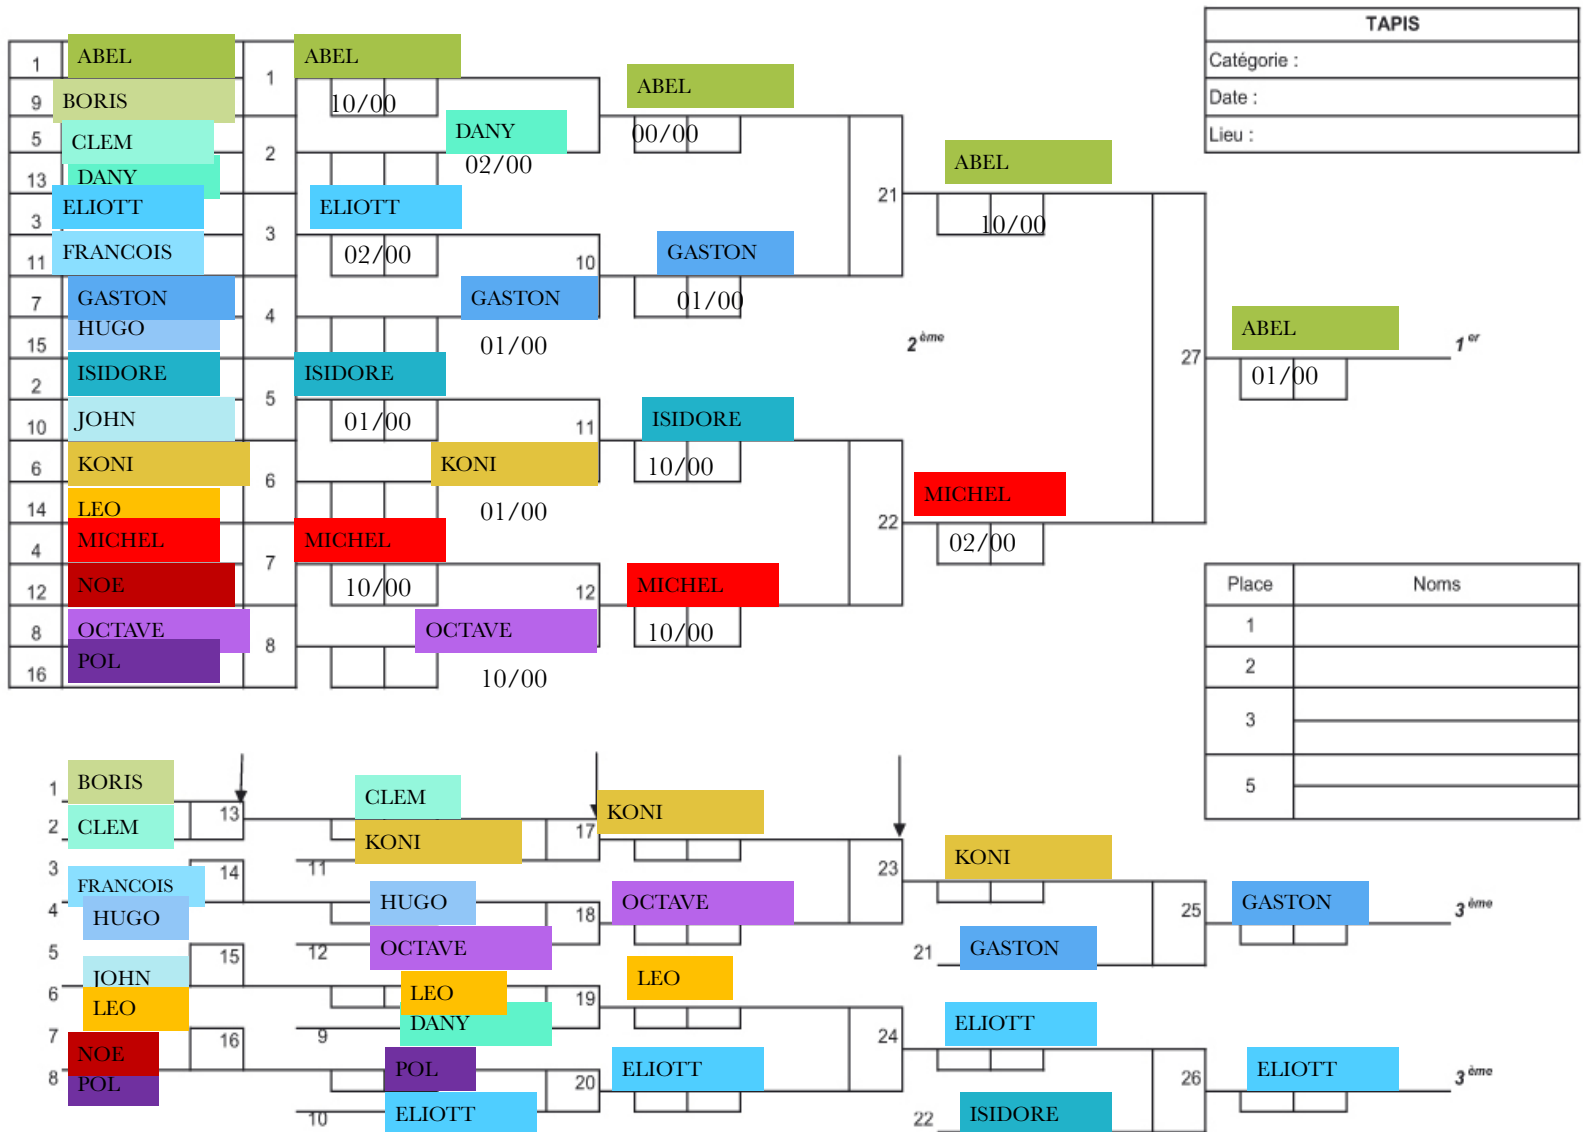 TAPIS
Catégorie :
Date :
Lieu :
1 ABEL
9 BORIS
5 CLEM
13 DANY
3 ELIOTT
11 FRANCOIS
7 GASTON
15 HUGO
2 ISIDORE
10 JOHN
6 KONI
14 LEO
4 MICHEL
12 NOE
8 OCTAVE
16 POL
1 ABEL
10/00
2 DANY
02/00
3 ELIOTT
02/00
4 GASTON
01/00
5 ISIDORE
01/00
6 KONI
01/00
7 MICHEL
10/00
8 OCTAVE
10/00
ABEL
00/00
10 GASTON
01/00
11 ISIDORE
10/00
12 MICHEL
10/00
21 ABEL
10/00
22 MICHEL
02/00
2 ème
27 ABEL 1 er
01/00
Place Noms
1
2
3
5
1 BORIS
2 CLEM
3 FRANCOIS
4 HUGO
5 JOHN
6 LEO
7 NOE
8 POL
13 CLEM
11 KONI
14 HUGO
12 OCTAVE
15 LEO
9 DANY
16 POL
10 ELIOTT
17 KONI
18 OCTAVE
19 LEO
20 ELIOTT
23 KONI
21 GASTON
24 ELIOTT
22 ISIDORE
25 GASTON 3 ème
26 ELIOTT 3 ème